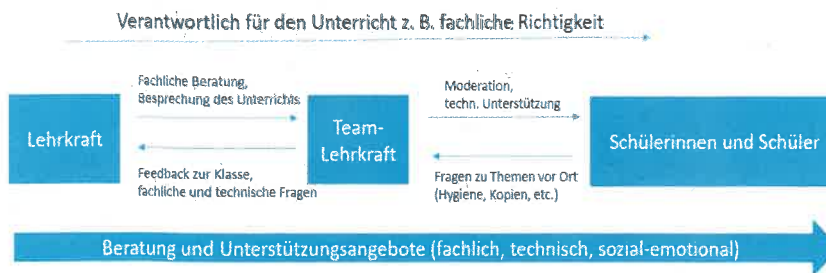 Verantwortlich für den Unterricht z. B. fachliche Richtigkeit
Fachliche Beratung,
Besprechung des Unterrichts
Moderation,
techn. Unterstützung
Lehrkraft
Team-
Lehrkraft
Schülerinnen und Schüler
Feedback zur Klasse,
fachliche und technische Fragen
Fragen zu Themen vor Ort
(Hygiene, Kopien, etc.)
Beratung und Unterstützungsangebote (fachlich, technisch, sozial-emotional)